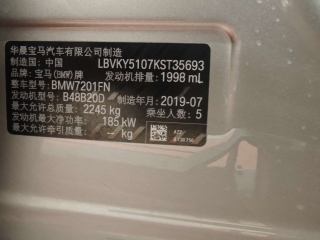 华晨宝马汽车有限公司制造
制造国：中国 LBVKY5107KST35693
品牌：宝马(BMW)牌 发动机排量：1998 mL
整车型号：BMW7201FN
发动机型号：B48B20D 制造年月：2019-07
最大允许总质量：2245 kg 乘坐人数：5
发动机最大净功率：185 kW
最大设计总质量： -- kg